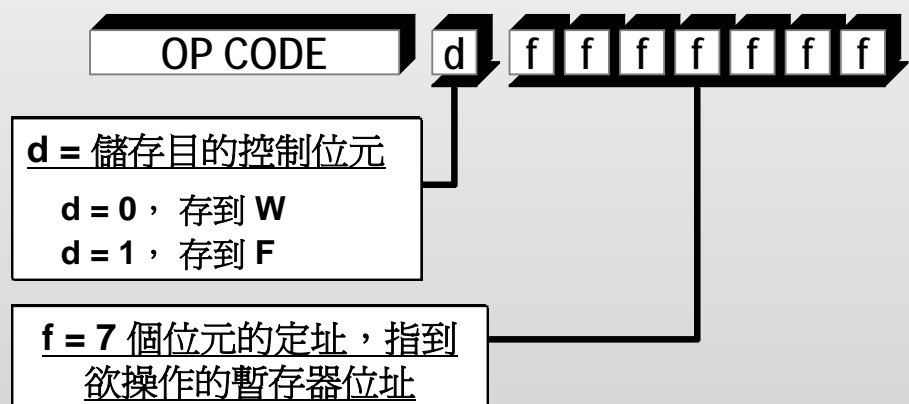 OP CODE d f f f f f f f
d = 儲存目的控制位元
d = 0， 存到 W
d = 1， 存到 F
f = 7 個位元的定址，指到
欲操作的暫存器位址